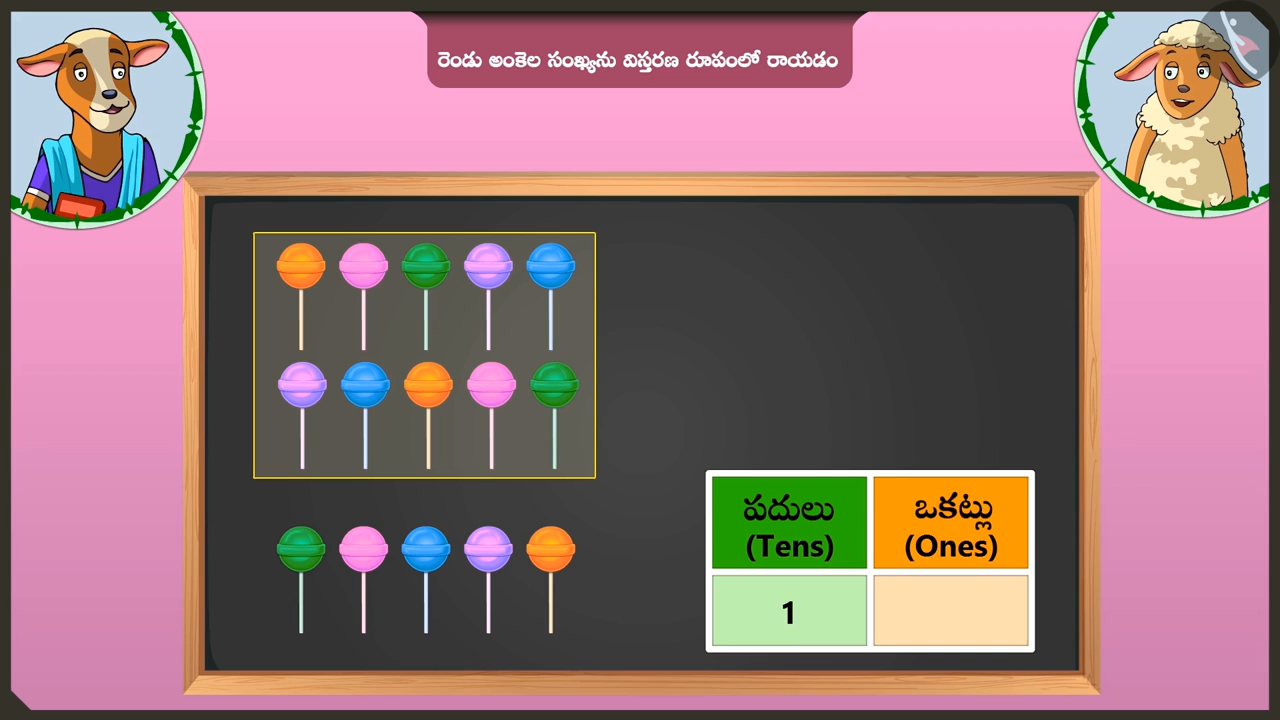 రెండు అంకెల సంఖ్యను విస్తరణ రూపంలో రాయడం
పదులు
(Tens)
ఒకట్లు
(Ones)
1